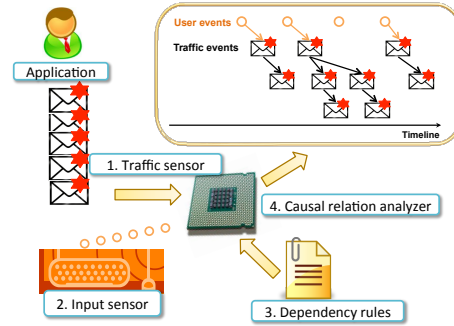 User events
Traffic events
Timeline
Application
1. Traffic sensor
4. Causal relation analyzer
2. Input sensor
3. Dependency rules